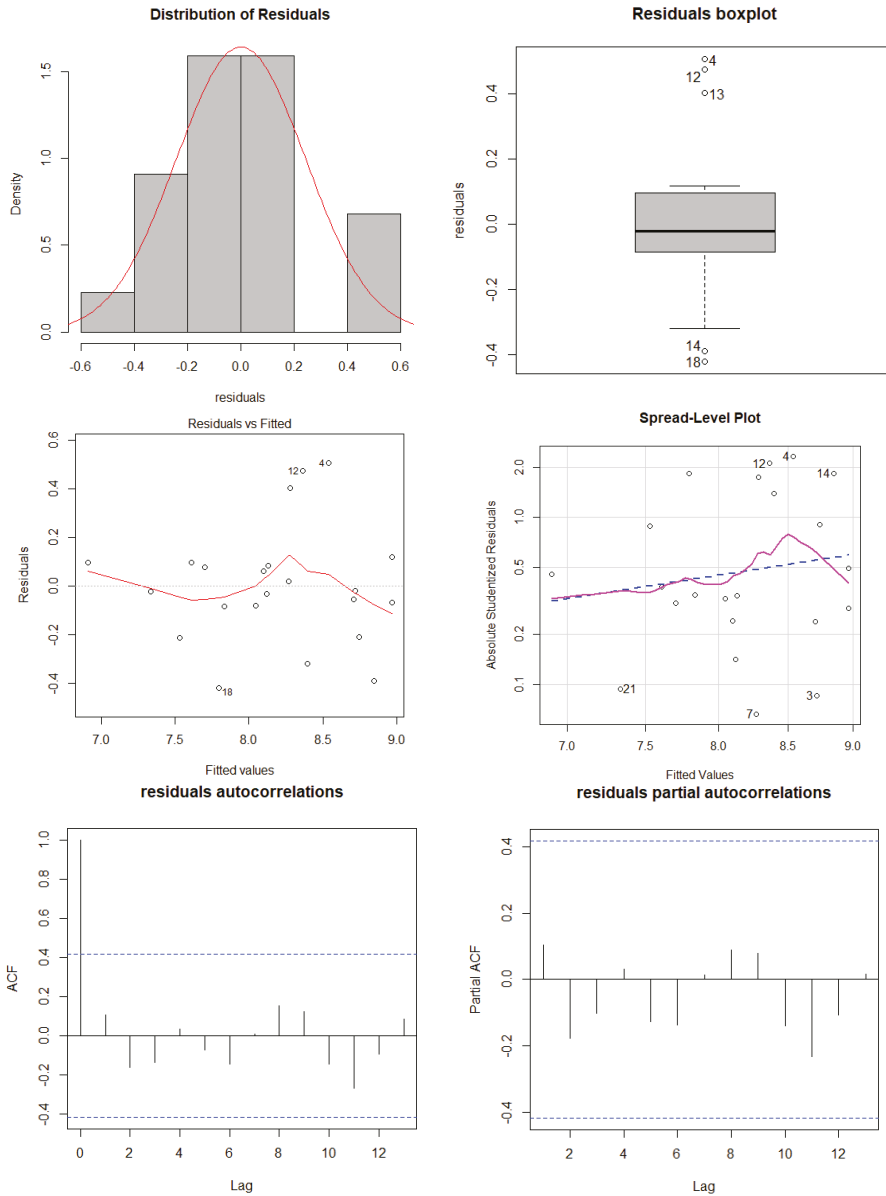 Distribution of Residuals
Density
0.0 0.5 1.0 1.5
-0.6 -0.4 -0.2 0.0 0.2 0.4 0.6
residuals
Residuals boxplot
residuals
-0.4 -0.2 0.0 0.2 0.4
4
12
13
14
18
Residuals vs Fitted
Residuals
-0.4 -0.2 0.0 0.2 0.4 0.6
12
4
18
7.0 7.5 8.0 8.5 9.0
Fitted values
Spread-Level Plot
Absolute Studentized Residuals
0.1 0.2 0.5 1.0 2.0
4
12
14
21
7
3
7.0 7.5 8.0 8.5 9.0
Fitted Values
residuals autocorrelations
ACF
-0.4 -0.2 0.0 0.2 0.4 0.6 0.8 1.0
0 2 4 6 8 10 12
Lag
residuals partial autocorrelations
Partial ACF
-0.4 -0.2 0.0 0.2 0.4
2 4 6 8 10 12
Lag